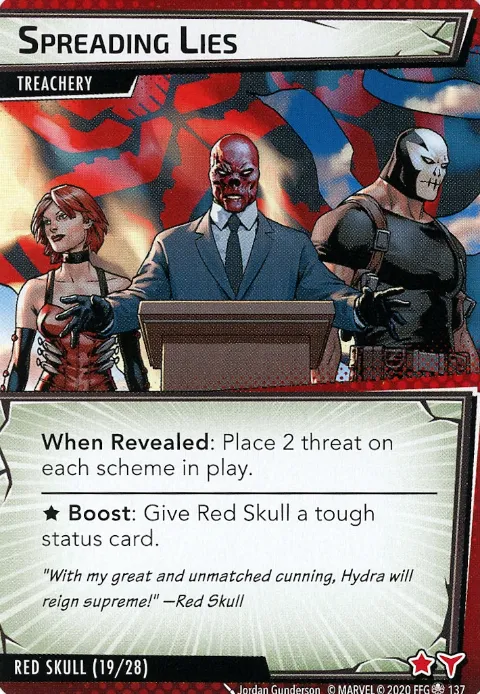 SPREADING LIES
TREACHERY
When Revealed: Place 2 threat on
each scheme in play.
★ Boost: Give Red Skull a tough
status card.
"With my great and unmatched cunning, Hydra will
reign supreme!" —Red Skull
RED SKULL (19/28)
Jordan Gunderson © MARVEL © 2020 FFG 137